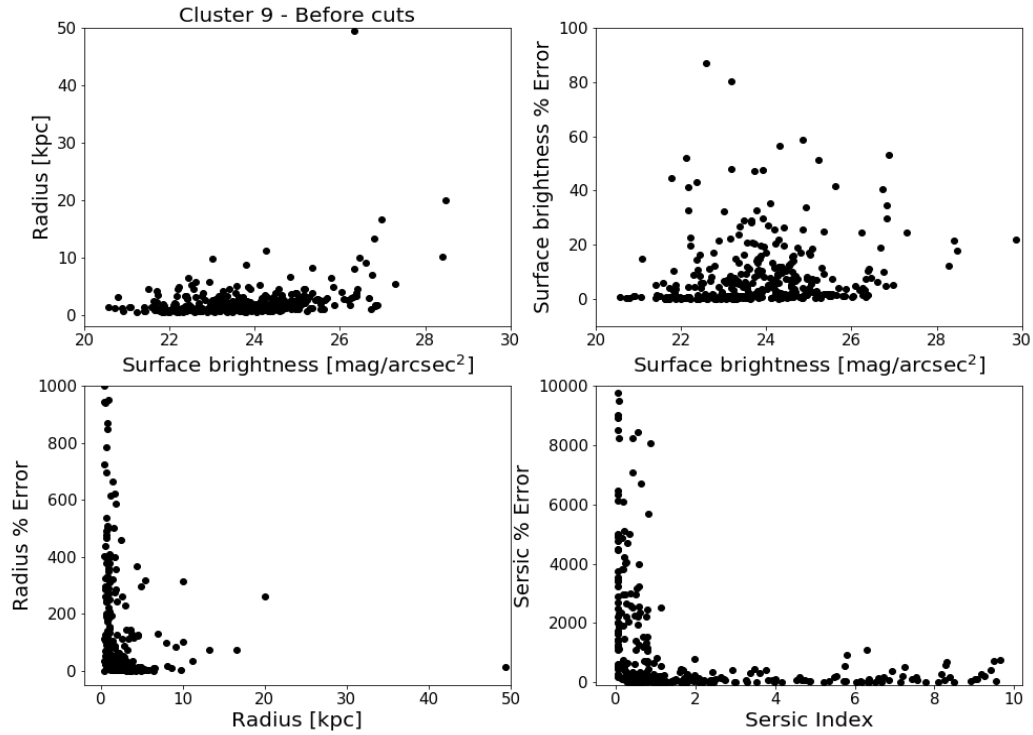 Cluster 9 - Before cuts
Radius [kpc]
50
40
30
20
10
0
20 22 24 26 28 30
Surface brightness [mag/arcsec²]
Surface brightness % Error
100
80
60
40
20
0
20 22 24 26 28 30
Surface brightness [mag/arcsec²]
Radius % Error
1000
800
600
400
200
0
0 10 20 30 40 50
Radius [kpc]
Sersic % Error
10000
8000
6000
4000
2000
0
0 2 4 6 8 10
Sersic Index